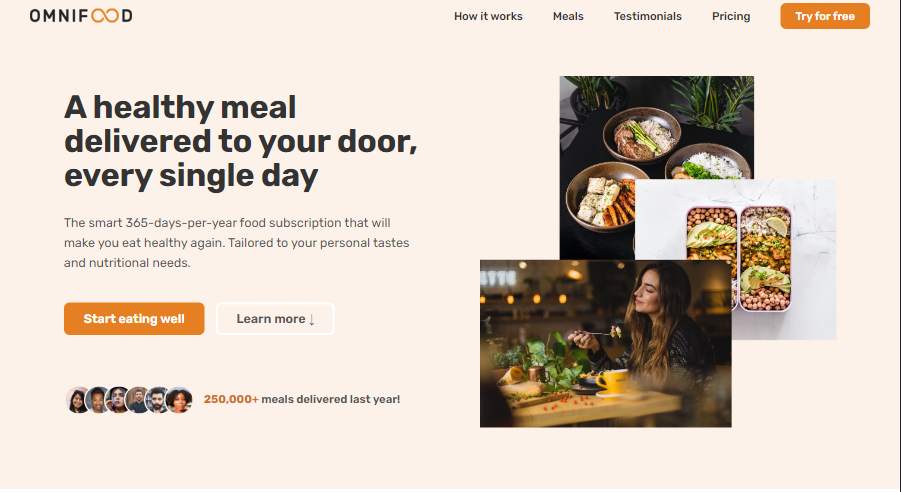 OMNIFOOD
How it works
Meals
Testimonials
Pricing
Try for free
A healthy meal
delivered to your door,
every single day
The smart 365-days-per-year food subscription that will
make you eat healthy again. Tailored to your personal tastes
and nutritional needs.
Start eating well
Learn more ↓
250,000+ meals delivered last year!